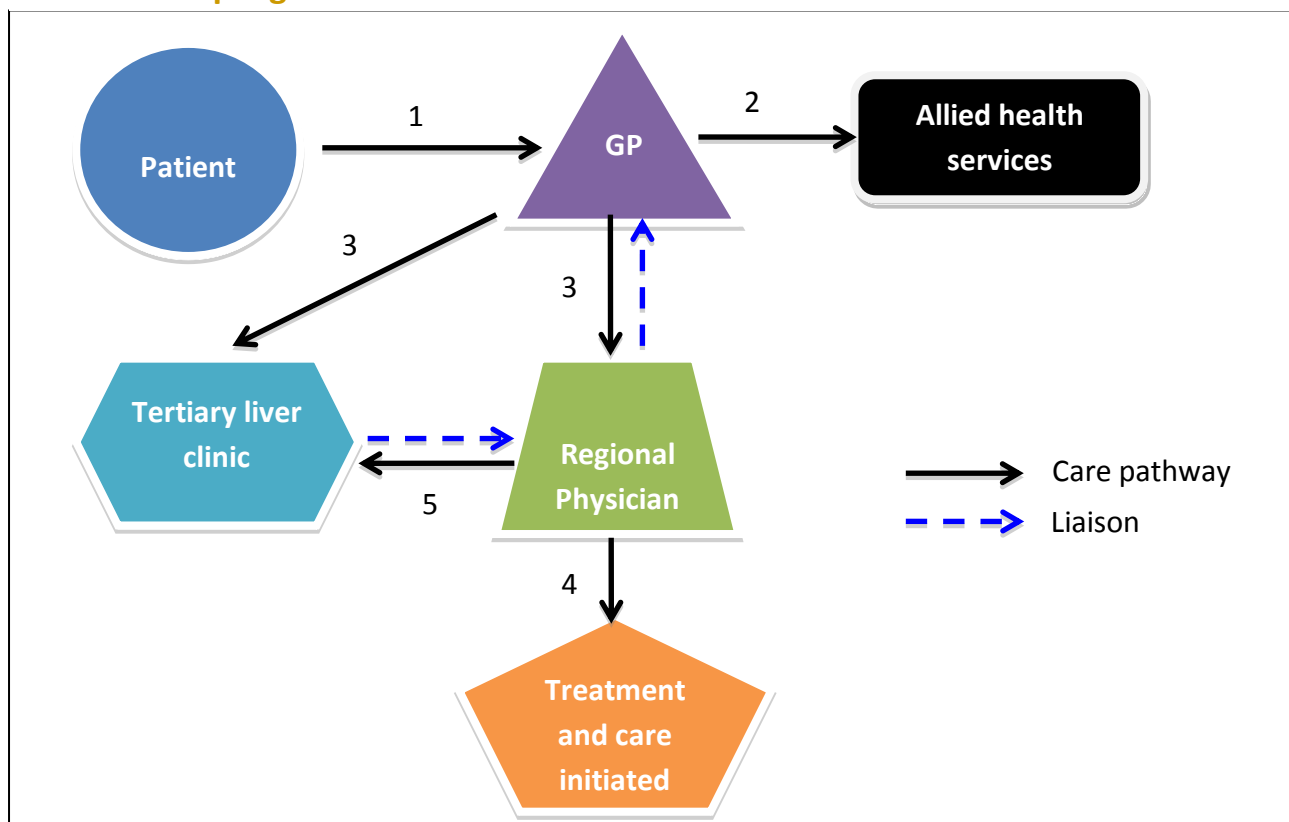 1
2
Patient
GP
Allied health
services
3
3
Tertiary liver
clinic
Regional
Physician
5
Care pathway
Liaison
4
Treatment
and care
initiated